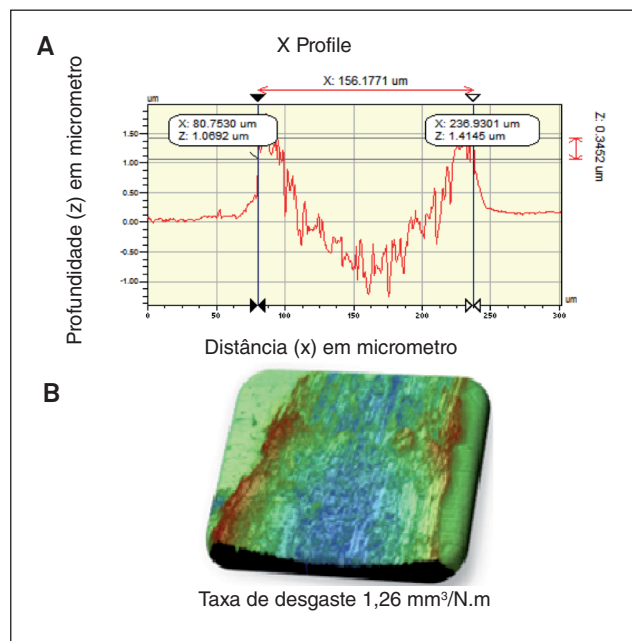 A
X Profile
X: 156.1771 um
um
X: 80.7530 um
Z: 1.0692 um
X: 236.9301 um
Z: 1.4145 um
Z: 0.3452 um
1.50
1.00
0.50
0.00
-0.50
-1.00
um
0 50 100 150 200 250 300
Profundidade (z) em micrometro
Distância (x) em micrometro
B
Taxa de desgaste 1,26 mm³/N.m